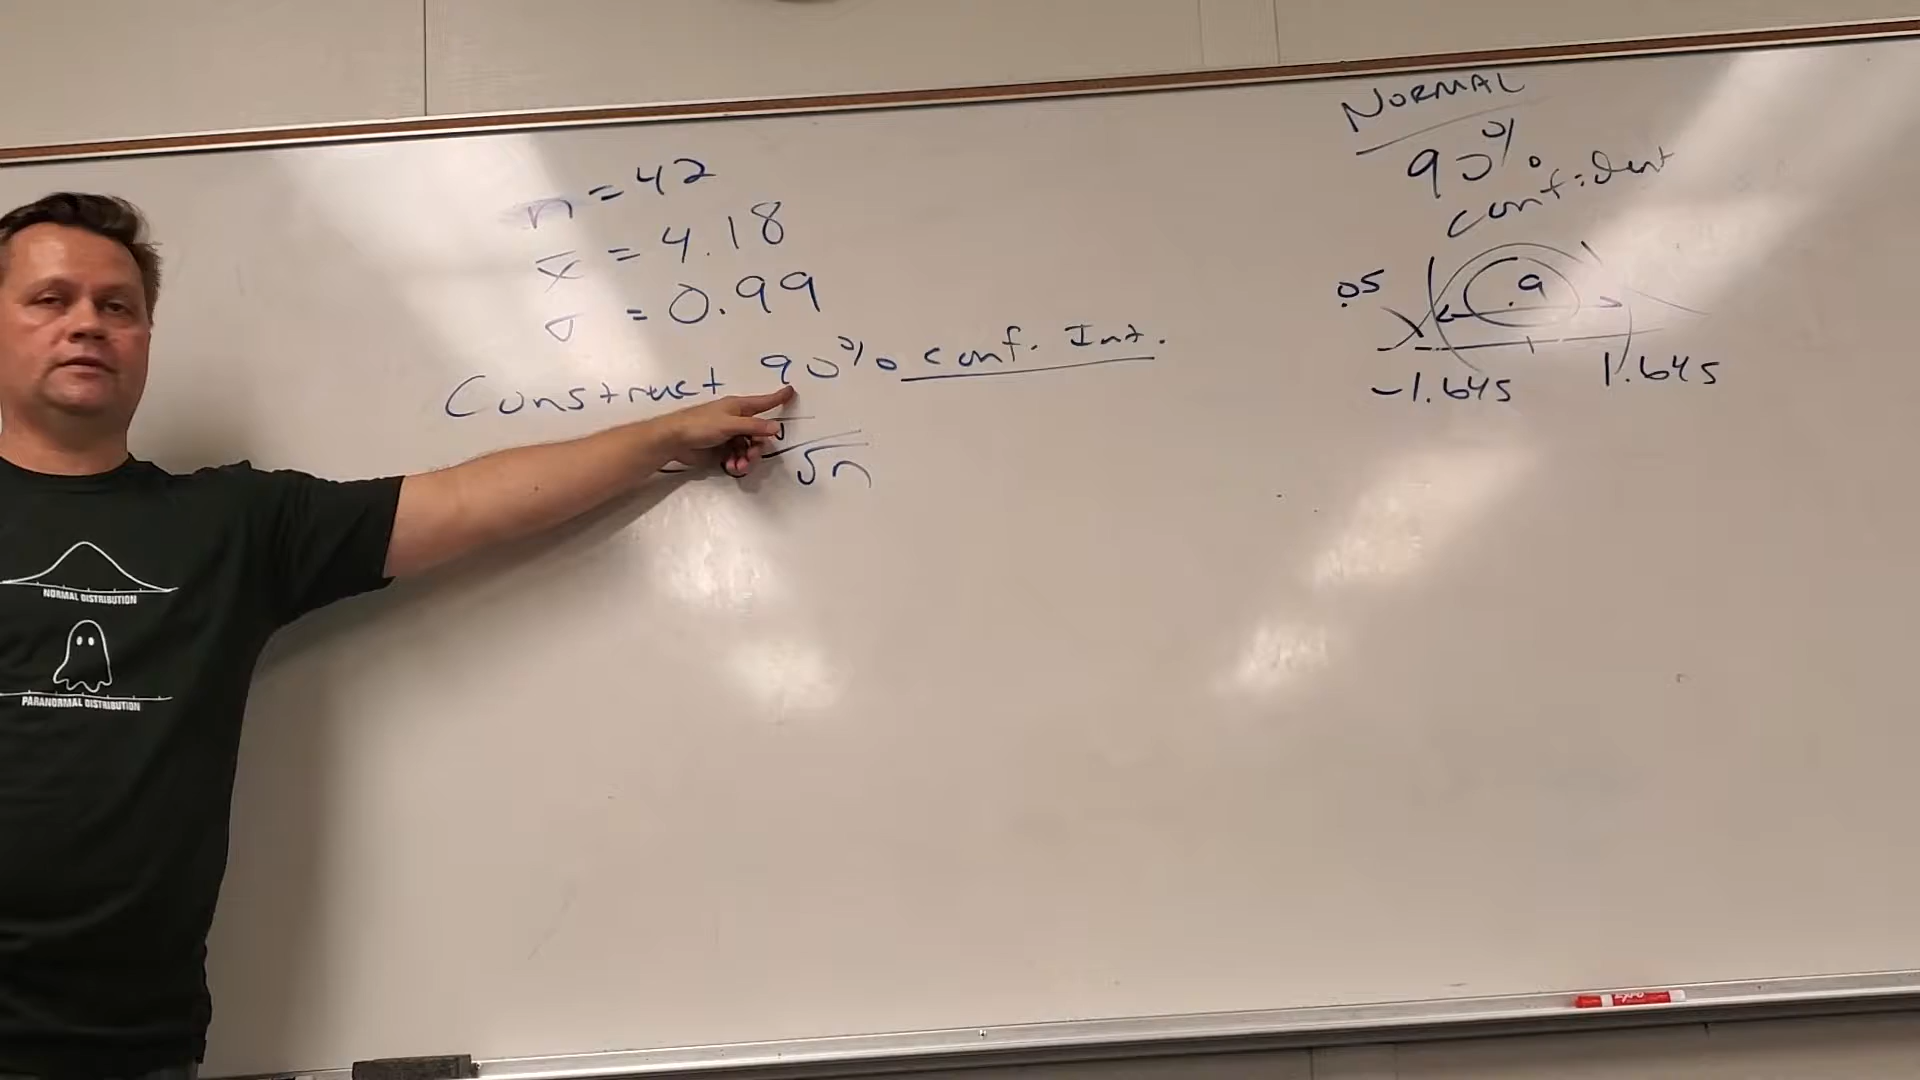 n = 42
x̄ = 4.18
σ = 0.99
Construct 90% conf. Int.
σ
√n
NORMAL
90%
confident
.05
.9
-1.645
1.645
NORMAL DISTRIBUTION
PARANORMAL DISTRIBUTION
EXPO